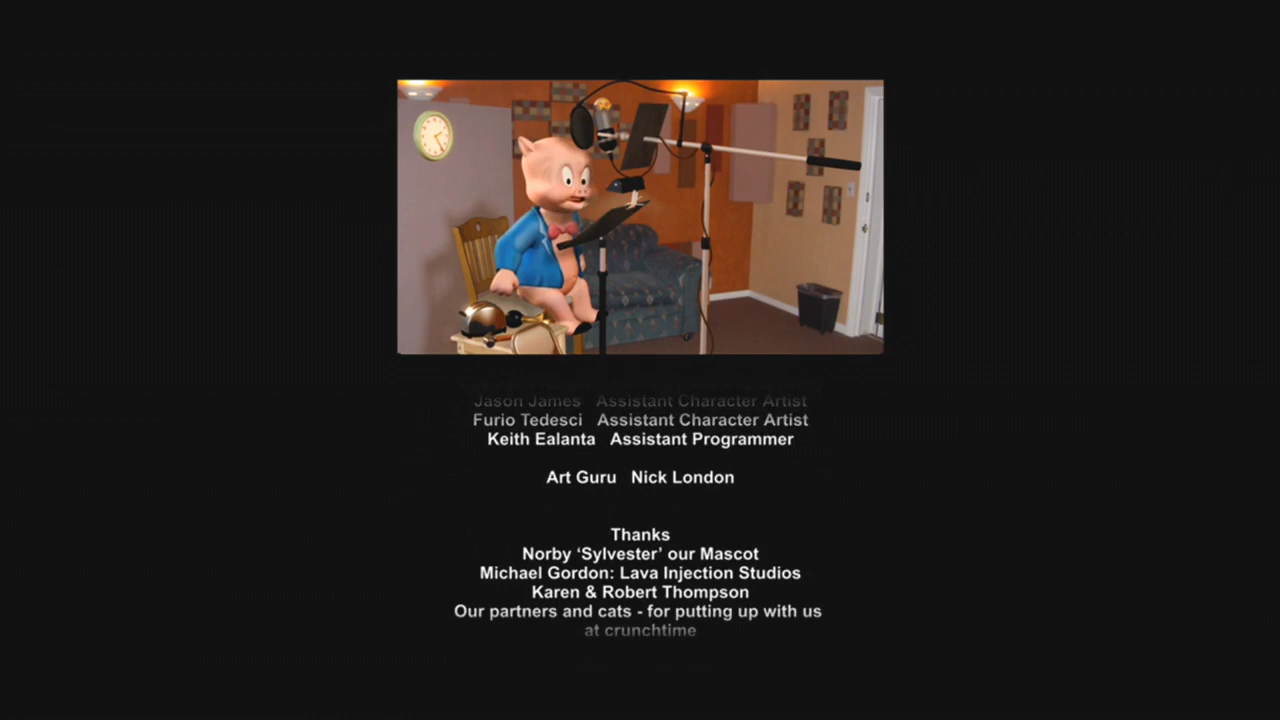 Jason James Assistant Character Artist
Furio Tedesci Assistant Character Artist
Keith Ealanta Assistant Programmer
Art Guru Nick London
Thanks
Norby ‘Sylvester’ our Mascot
Michael Gordon: Lava Injection Studios
Karen & Robert Thompson
Our partners and cats - for putting up with us
at crunchtime